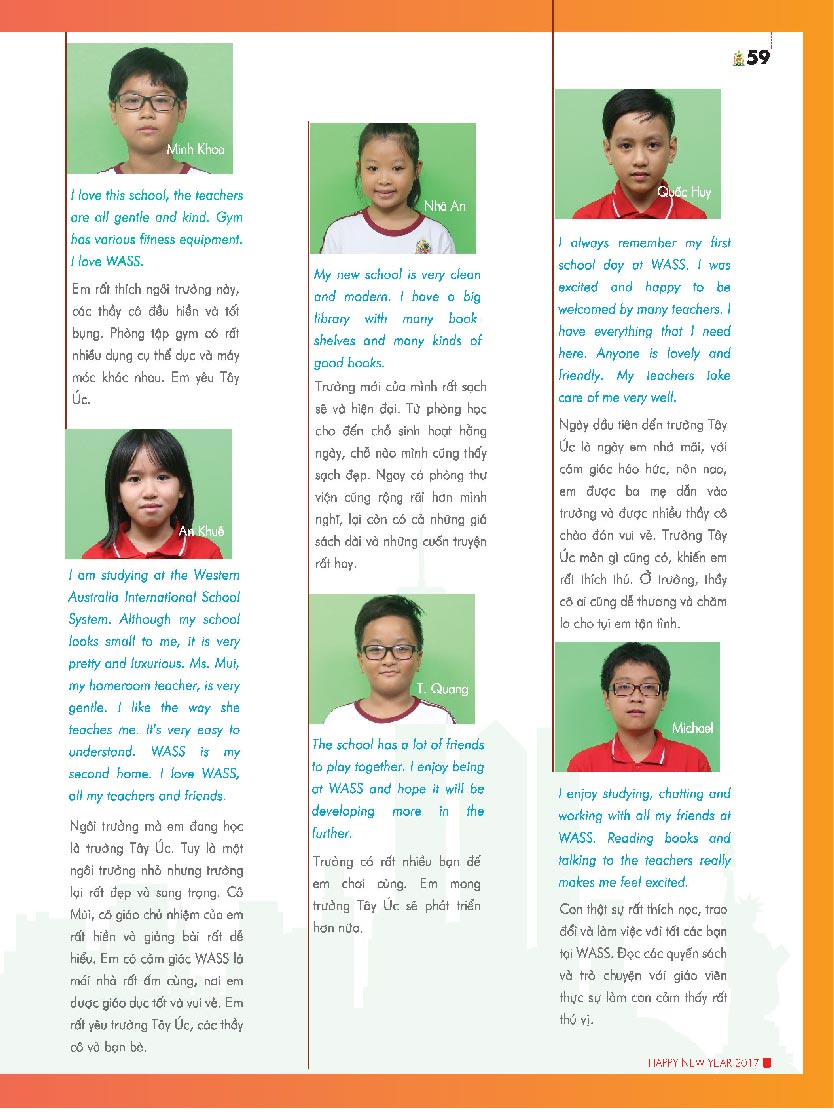 59
Minh Khoa
I love this school, the teachers
are all gentle and kind. Gym
has various fitness equipment.
I love WASS.
Em rất thích ngôi trường này,
các thầy cô đều hiền và tốt
bụng. Phòng tập gym có rất
nhiều dụng cụ thể dục và máy
móc khác nhau. Em yêu Tây
Úc.
An Khuê
I am studying at the Western
Australia International School
System. Although my school
looks small to me, it is very
pretty and luxurious. Ms. Mui,
my homeroom teacher, is very
gentle. I like the way she
teaches me. It's very easy to
understand. WASS is my
second home. I love WASS,
all my teachers and friends.
Ngôi trường mà em đang học
là trường Tây Úc. Tuy là một
ngôi trường nhỏ nhưng trường
lại rất đẹp và sang trọng. Cô
Mùi, cô giáo chủ nhiệm của em
rất hiền và giảng bài rất dễ
hiểu. Em có cảm giác WASS là
mái nhà rất ấm cùng, nơi em
được giáo dục tốt và vui vẻ. Em
rất yêu trường Tây Úc, các thầy
cô và bạn bè.
Nhã An
My new school is very clean
and modern. I have a big
library with many book
shelves and many kinds of
good books.
Trường mới của mình rất sạch
sẽ và hiện đại. Từ phòng học
cho đến chỗ sinh hoạt hằng
ngày, chỗ nào mình cũng thấy
sạch đẹp. Ngay cả phòng thư
viện cũng rộng rãi hơn mình
nghĩ, lại còn có cả những giá
sách dài và những cuốn truyện
rất hay.
T. Quang
The school has a lot of friends
to play together. I enjoy being
at WASS and hope it will be
developing more in the
further.
Trường có rất nhiều bạn để
em chơi cùng. Em mong
trường Tây Úc sẽ phát triển
hơn nữa.
Quốc Huy
I always remember my first
school day at WASS. I was
excited and happy to be
welcomed by many teachers. I
have everything that I need
here. Anyone is lovely and
friendly. My teachers take
care of me very well.
Ngày đầu tiên đến trường Tây
Úc là ngày em nhớ mãi, với
cảm giác háo hức, nôn nao,
em được ba mẹ dẫn vào
trường và được nhiều thầy cô
chào đón vui vẻ. Trường Tây
Úc môn gì cũng có, khiến em
rất thích thú. Ở trường, thầy
cô ai cũng dễ thương và chăm
lo cho tụi em tận tình.
Michael
I enjoy studying, chatting and
working with all my friends at
WASS. Reading books and
talking to the teachers really
makes me feel excited.
Con thật sự rất thích học, trao
đổi và làm việc với tất các bạn
tại WASS. Đọc các quyển sách
và trò chuyện với giáo viên
thực sự làm con cảm thấy rất
thú vị.
HAPPY NEW YEAR 2017